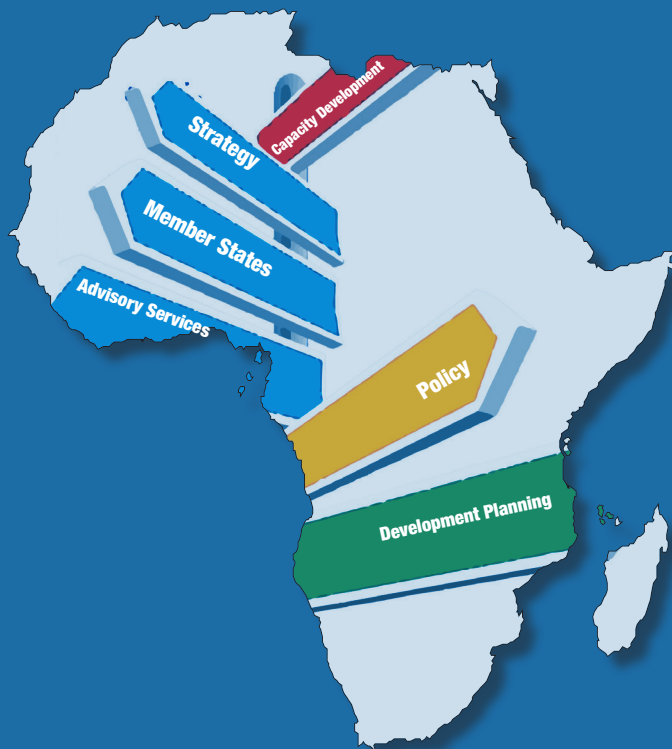 Capacity Development
Strategy
Member States
Advisory Services
Policy
Development Planning